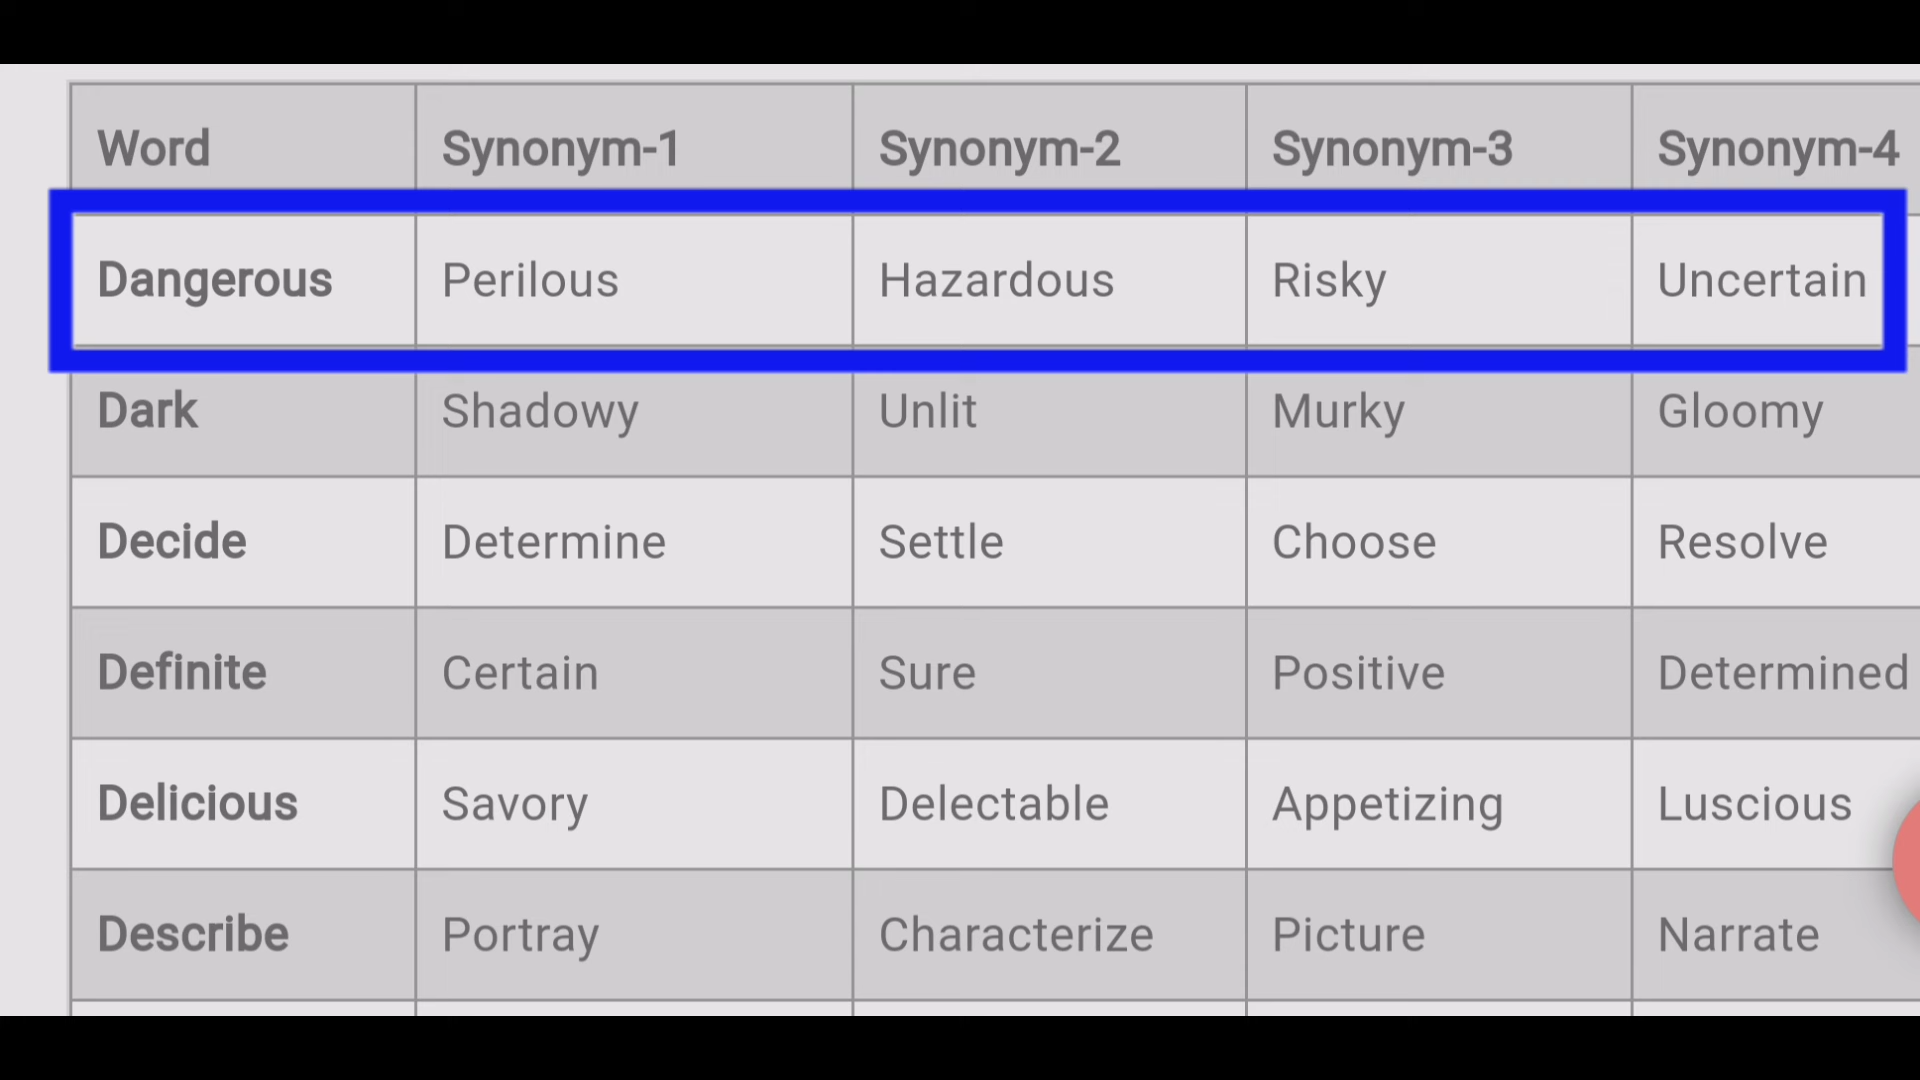 Word Synonym-1 Synonym-2 Synonym-3 Synonym-4
Dangerous Perilous Hazardous Risky Uncertain
Dark Shadowy Unlit Murky Gloomy
Decide Determine Settle Choose Resolve
Definite Certain Sure Positive Determined
Delicious Savory Delectable Appetizing Luscious
Describe Portray Characterize Picture Narrate